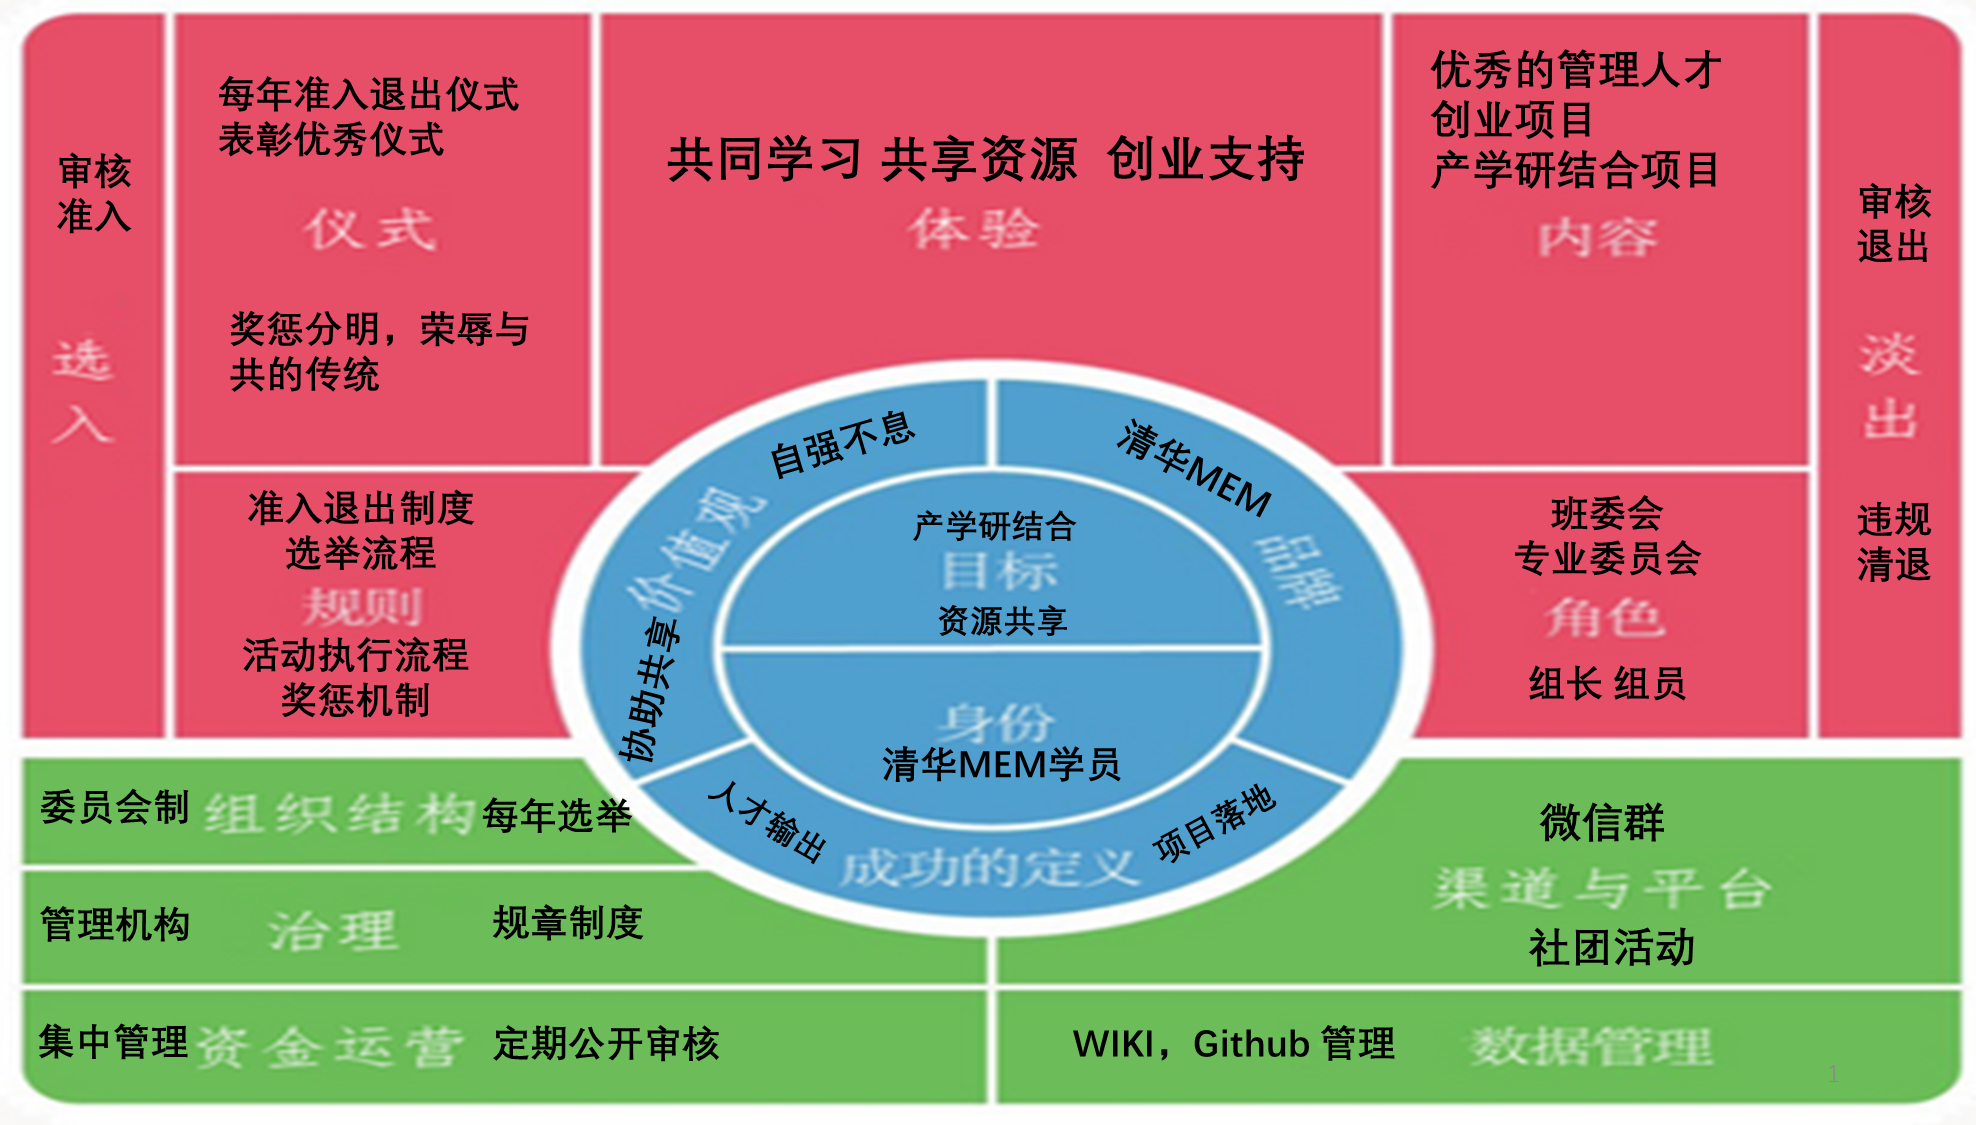 审核
准入
选
入
每年准入退出仪式
表彰优秀仪式
仪式
奖惩分明，荣辱与
共的传统
共同学习 共享资源 创业支持
体验
优秀的管理人才
创业项目
产学研结合项目
内容
审核
退出
淡
出
违规
清退
准入退出制度
选举流程
规则
活动执行流程
奖惩机制
自强不息
价值观
协助共享
清华MEM
品牌
产学研结合
目标
资源共享
身份
清华MEM学员
人才输出
成功的定义
项目落地
班委会
专业委员会
角色
组长 组员
委员会制 组织结构 每年选举
管理机构 治理 规章制度
集中管理 资金运营 定期公开审核
微信群
渠道与平台
社团活动
WIKI，Github 管理 数据管理
1